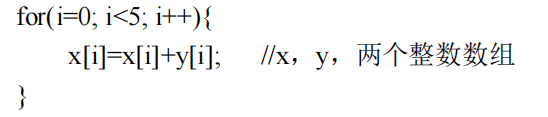 for(i=0; i<5; i++){
x[i]=x[i]+y[i]; //x，y，两个整数数组
}